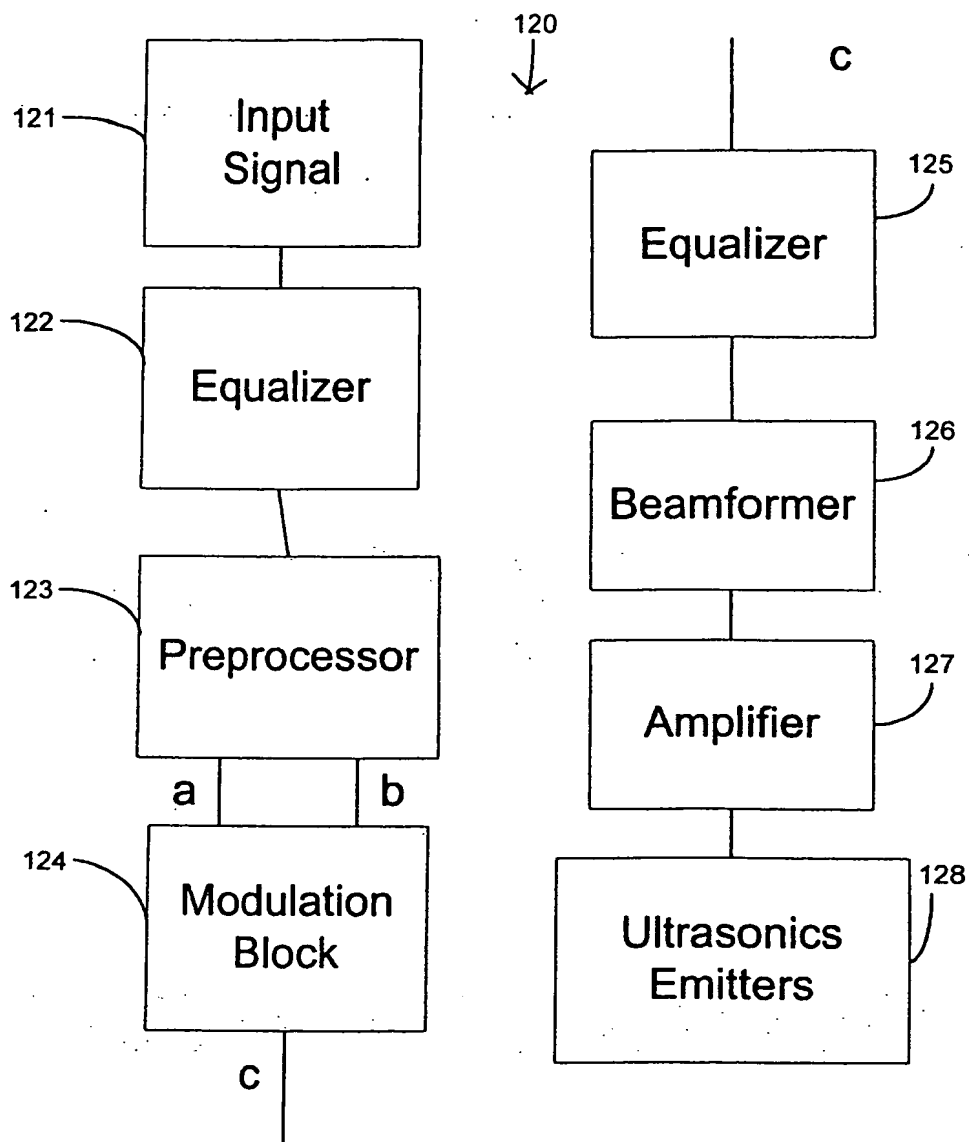 120
121
Input
Signal
122
Equalizer
123
Preprocessor
a
b
124
Modulation
Block
c
c
125
Equalizer
126
Beamformer
127
Amplifier
128
Ultrasonics
Emitters